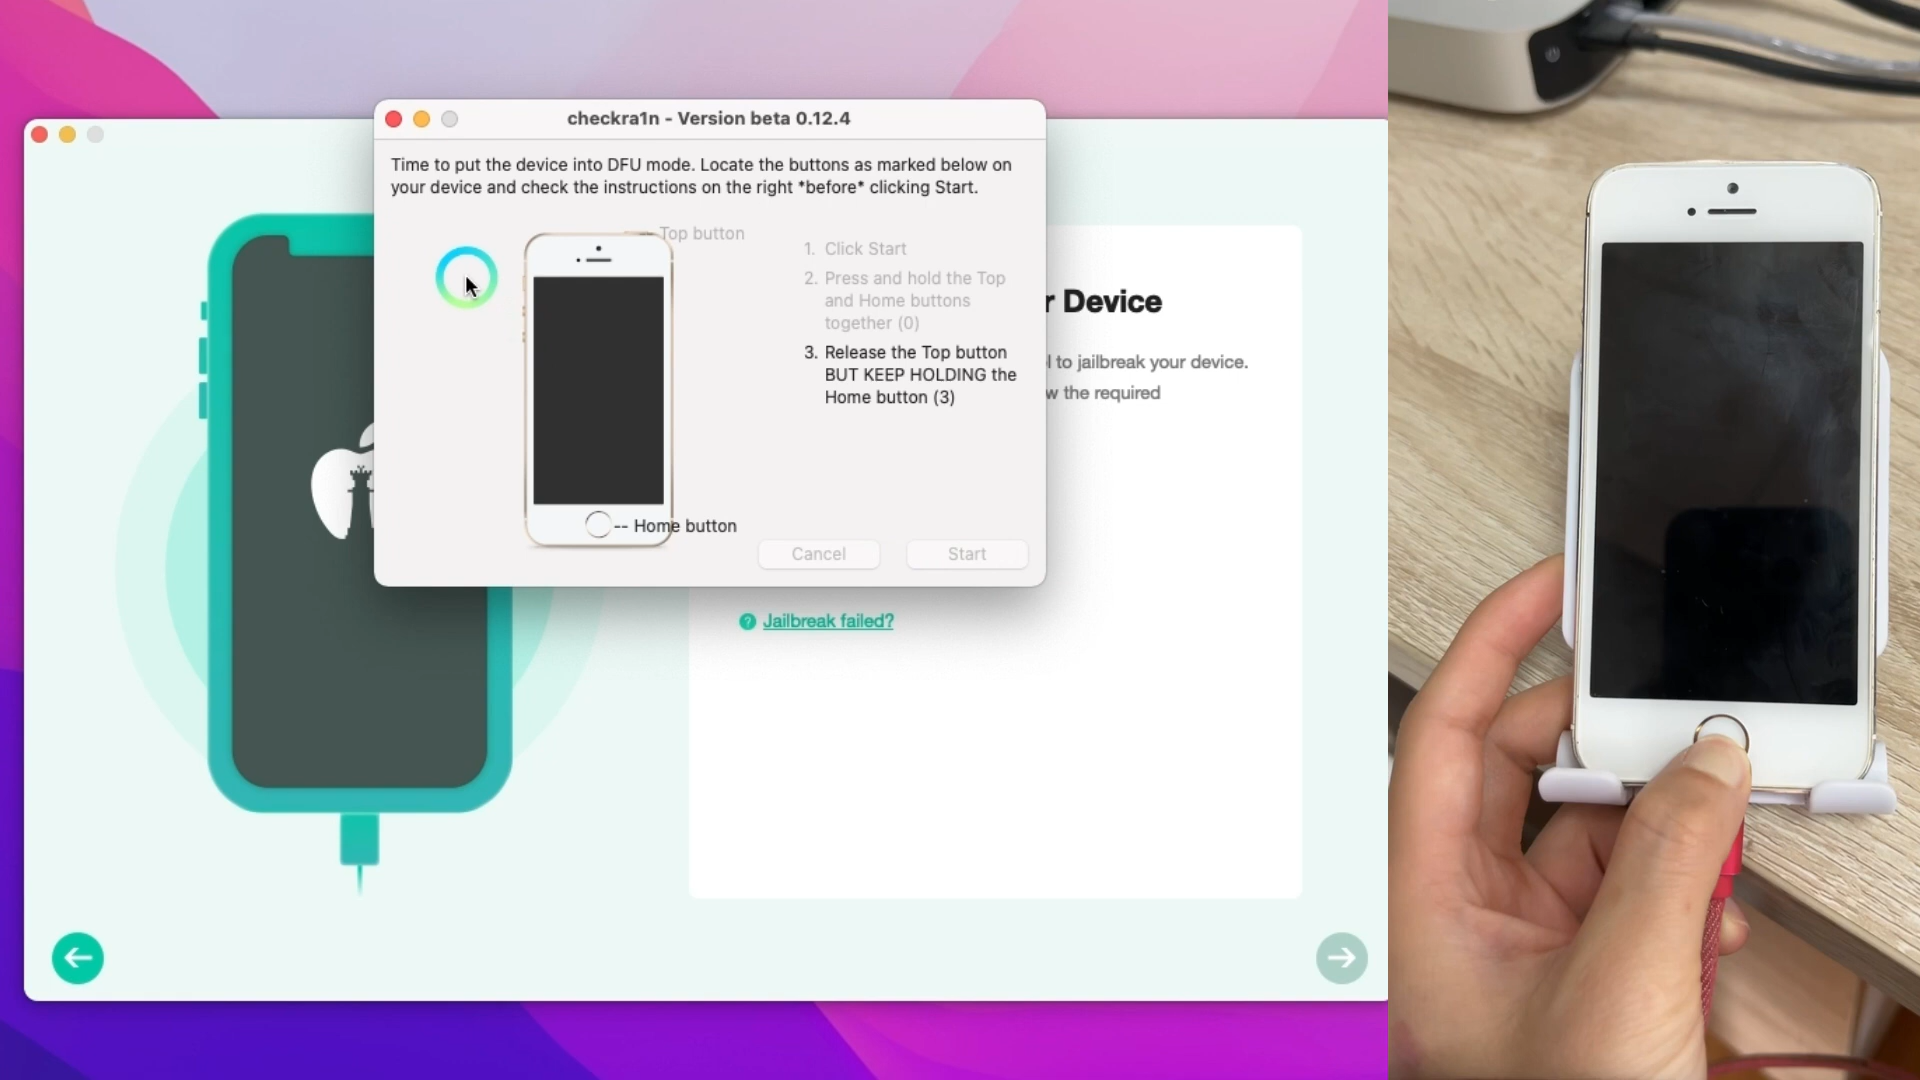 checkra1n - Version beta 0.12.4
Time to put the device into DFU mode. Locate the buttons as marked below on
your device and check the instructions on the right *before* clicking Start.
-- Top button
1. Click Start
2. Press and hold the Top
and Home buttons
together (0)
3. Release the Top button
BUT KEEP HOLDING the
Home button (3)
-- Home button
Cancel
Start
Device
to jailbreak your device.
the required
? Jailbreak failed?